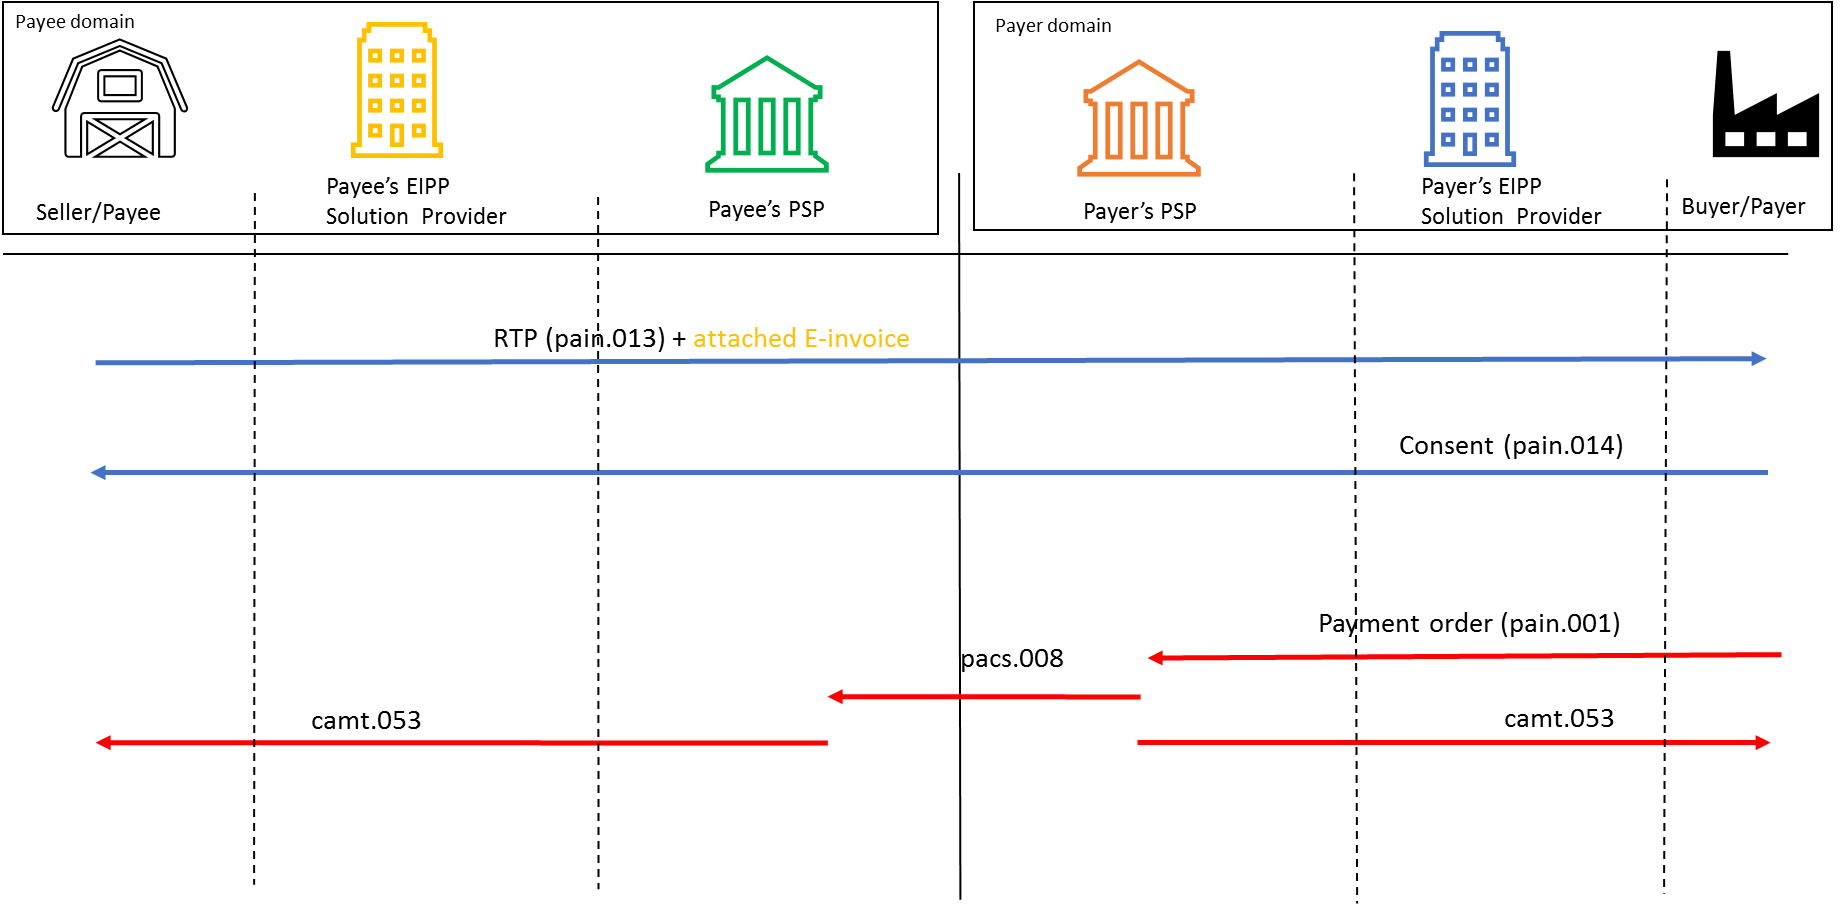 Payee domain
Payer domain
Seller/Payee
Payee's EIPP
Solution Provider
Payee's PSP
Payer's PSP
Payer's EIPP
Solution Provider
Buyer/Payer
RTP (pain.013) + attached E-invoice
Consent (pain.014)
Payment order (pain.001)
pacs.008
camt.053
camt.053